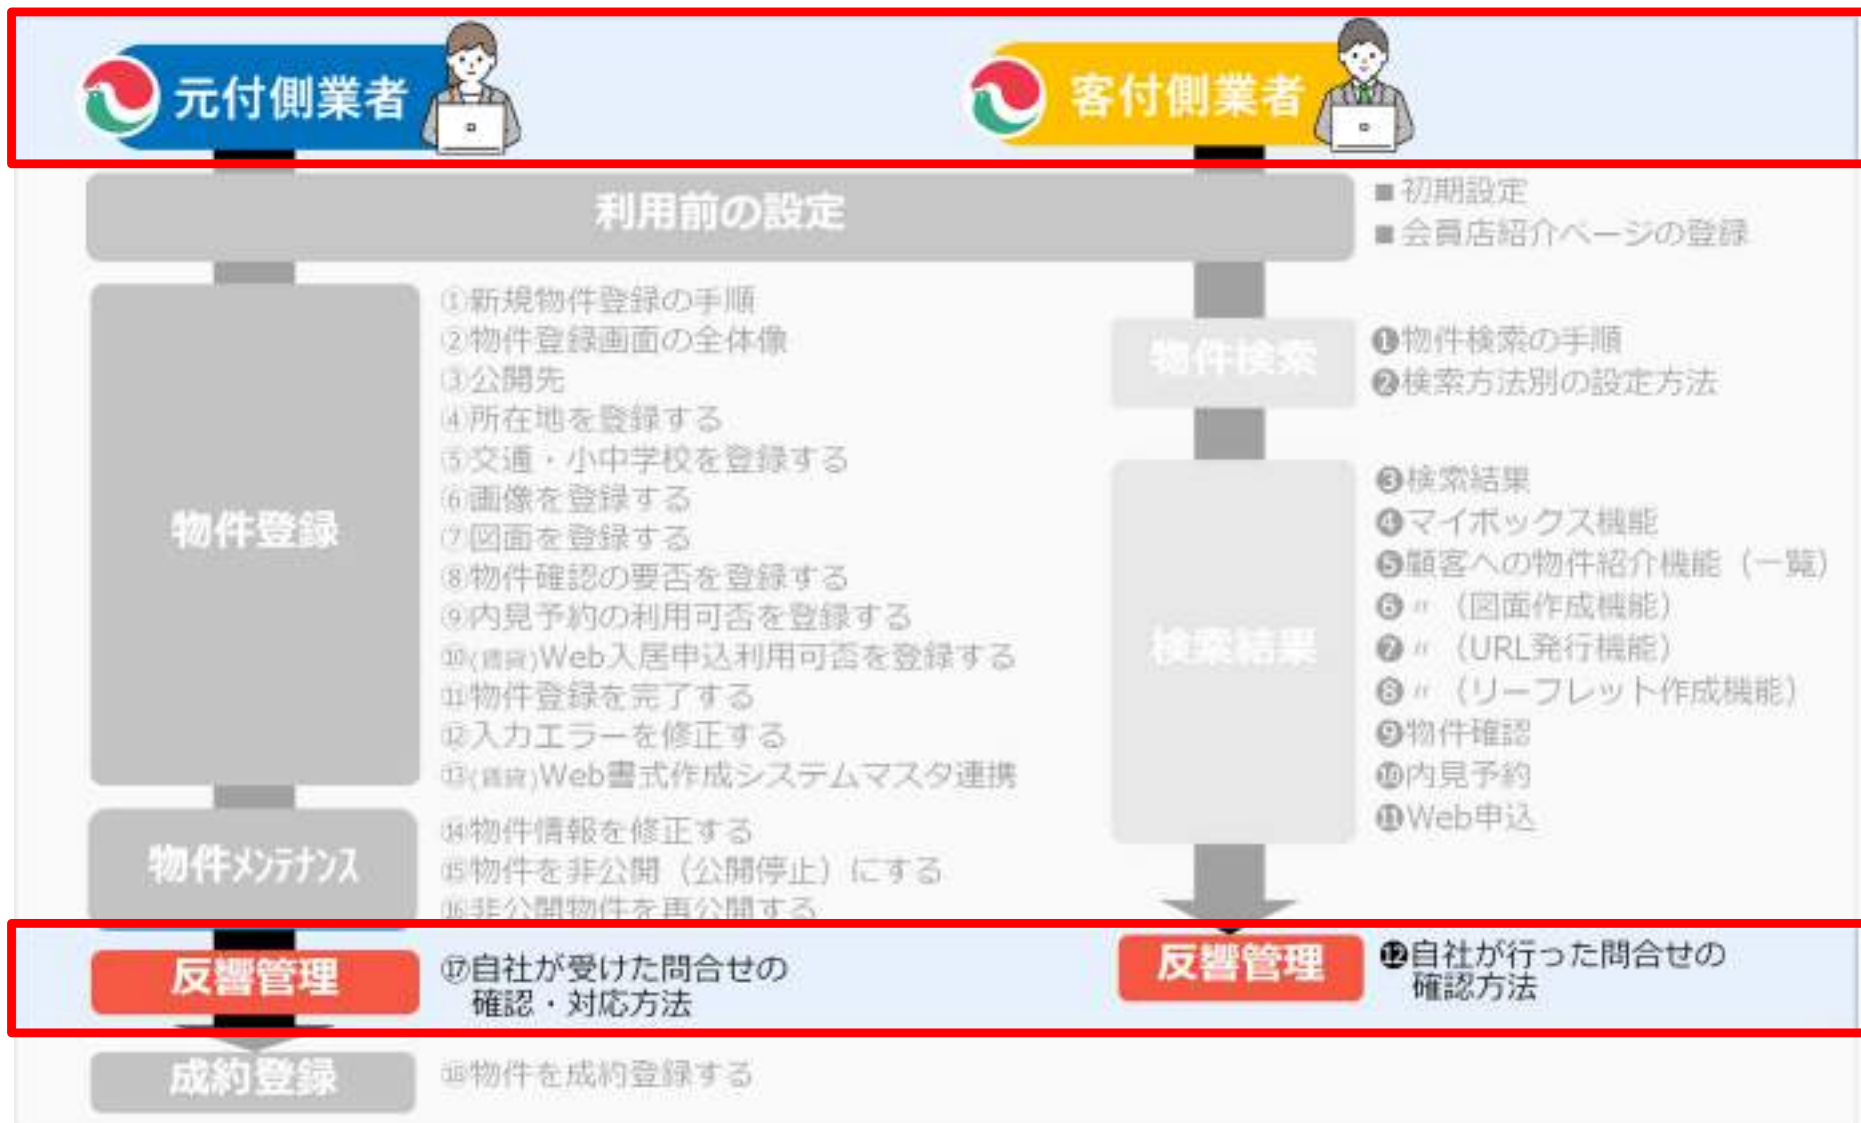 元付側業者
客付側業者
利用前の設定
■初期設定
■会員店紹介ページの登録
物件登録
①新規物件登録の手順
②物件登録画面の全体像
③公開先
④所在地を登録する
⑤交通・小中学校を登録する
⑥画像を登録する
⑦図面を登録する
⑧物件確認の要否を登録する
⑨内見予約の利用可否を登録する
⑩(賃貸)Web入居申込利用可否を登録する
⑪物件登録を完了する
⑫入力エラーを修正する
⑬(賃貸)Web書式作成システムマスタ連携
物件メンテナンス
⑭物件情報を修正する
⑮物件を非公開（公開停止）にする
⑯非公開物件を再公開する
反響管理
⑰自社が受けた問合せの
確認・対応方法
成約登録
⑱物件を成約登録する
物件検索
❶物件検索の手順
❷検索方法別の設定方法
検索結果
❸検索結果
❹マイボックス機能
❺顧客への物件紹介機能（一覧）
❻〃（図面作成機能）
❼〃（URL発行機能）
❽〃（リーフレット作成機能）
❾物件確認
❿内見予約
⓫Web申込
反響管理
⓬自社が行った問合せの
確認方法